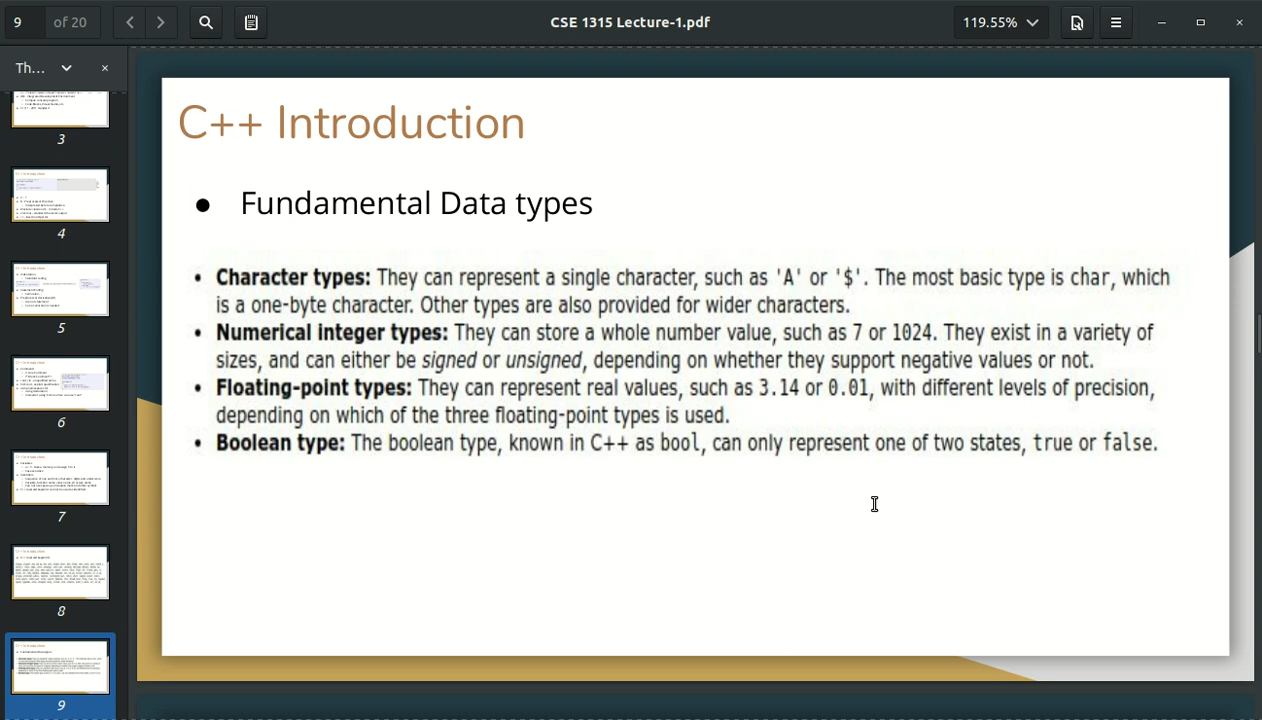 9 of 20
CSE 1315 Lecture-1.pdf
119.55%
Th...
3
4
5
6
7
8
9
C++ Introduction
● Fundamental Data types
• Character types: They can represent a single character, such as 'A' or '$'. The most basic type is char, which
is a one-byte character. Other types are also provided for wider characters.
• Numerical integer types: They can store a whole number value, such as 7 or 1024. They exist in a variety of
sizes, and can either be signed or unsigned, depending on whether they support negative values or not.
• Floating-point types: They can represent real values, such as 3.14 or 0.01, with different levels of precision,
depending on which of the three floating-point types is used.
• Boolean type: The boolean type, known in C++ as bool, can only represent one of two states, true or false.